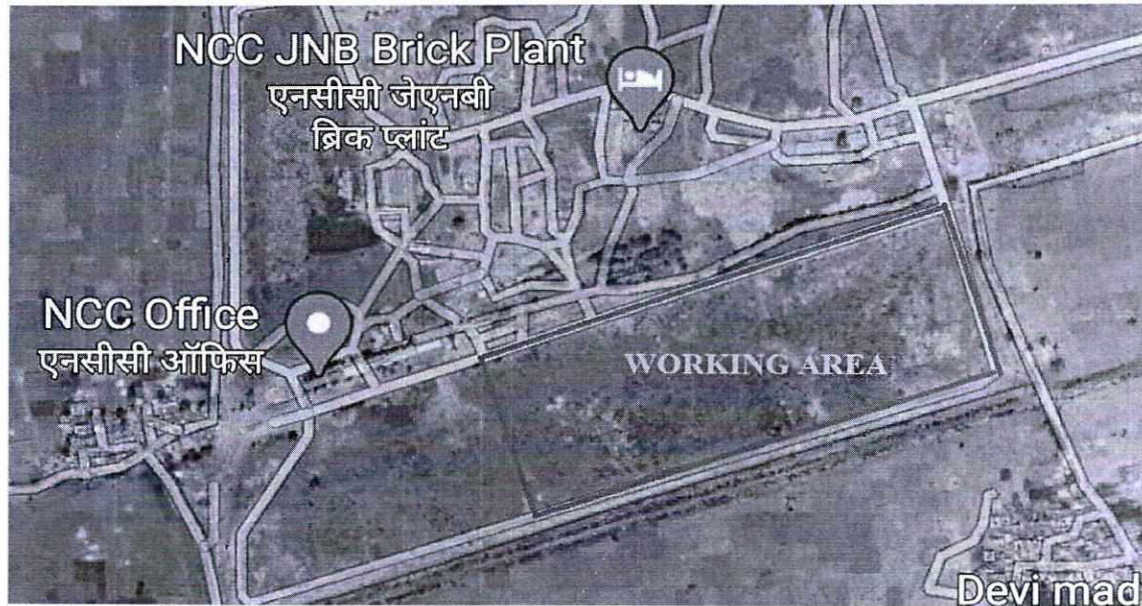 NCC JNB Brick Plant
एनसीसी जेएनबी
ब्रिक प्लांट
NCC Office
एनसीसी ऑफिस
WORKING AREA
Devi mad